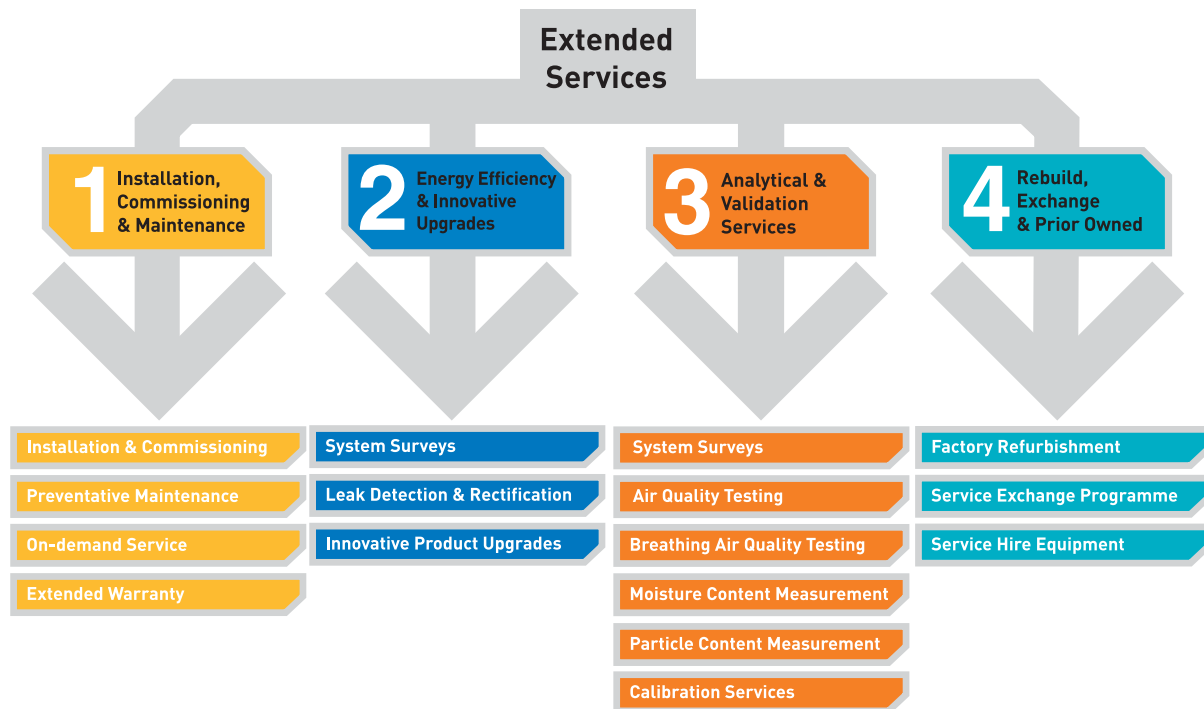 Extended
Services
1
Installation,
Commissioning
& Maintenance
2
Energy Efficiency
& Innovative
Upgrades
3
Analytical &
Validation
Services
4
Rebuild,
Exchange
& Prior Owned
Installation & Commissioning
Preventative Maintenance
On-demand Service
Extended Warranty
System Surveys
Leak Detection & Rectification
Innovative Product Upgrades
System Surveys
Air Quality Testing
Breathing Air Quality Testing
Moisture Content Measurement
Particle Content Measurement
Calibration Services
Factory Refurbishment
Service Exchange Programme
Service Hire Equipment